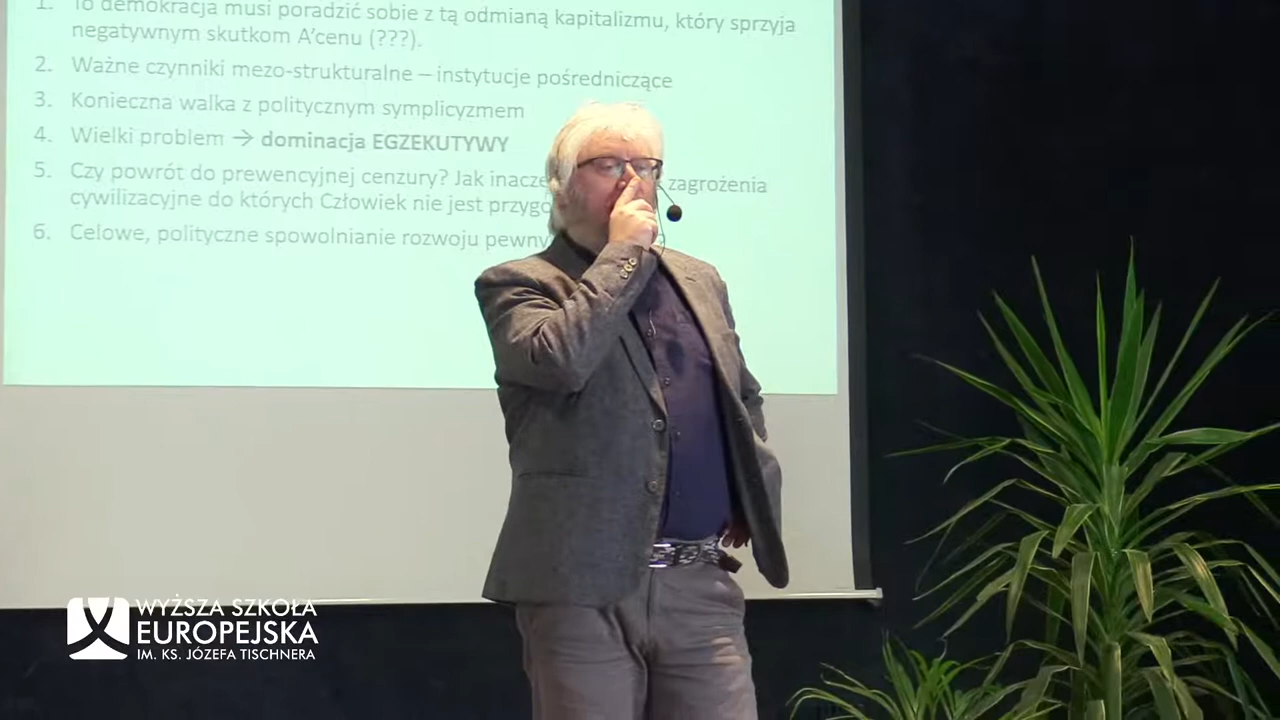 1. To demokracja musi poradzić sobie z tą odmianą kapitalizmu, który sprzyja
negatywnym skutkom A'cenu (???).
2. Ważne czynniki mezo-strukturalne – instytucje pośredniczące
3. Konieczna walka z politycznym symplicyzmem
4. Wielki problem → dominacja EGZEKUTYWY
5. Czy powrót do prewencyjnej cenzury? Jak zagrożenia
cywilizacyjne do których Człowiek nie jest
6. Celowe, polityczne spowolnianie rozwoju
WYŻSZA SZKOŁA
EUROPEJSKA
IM. KS. JÓZEFA TISCHNERA